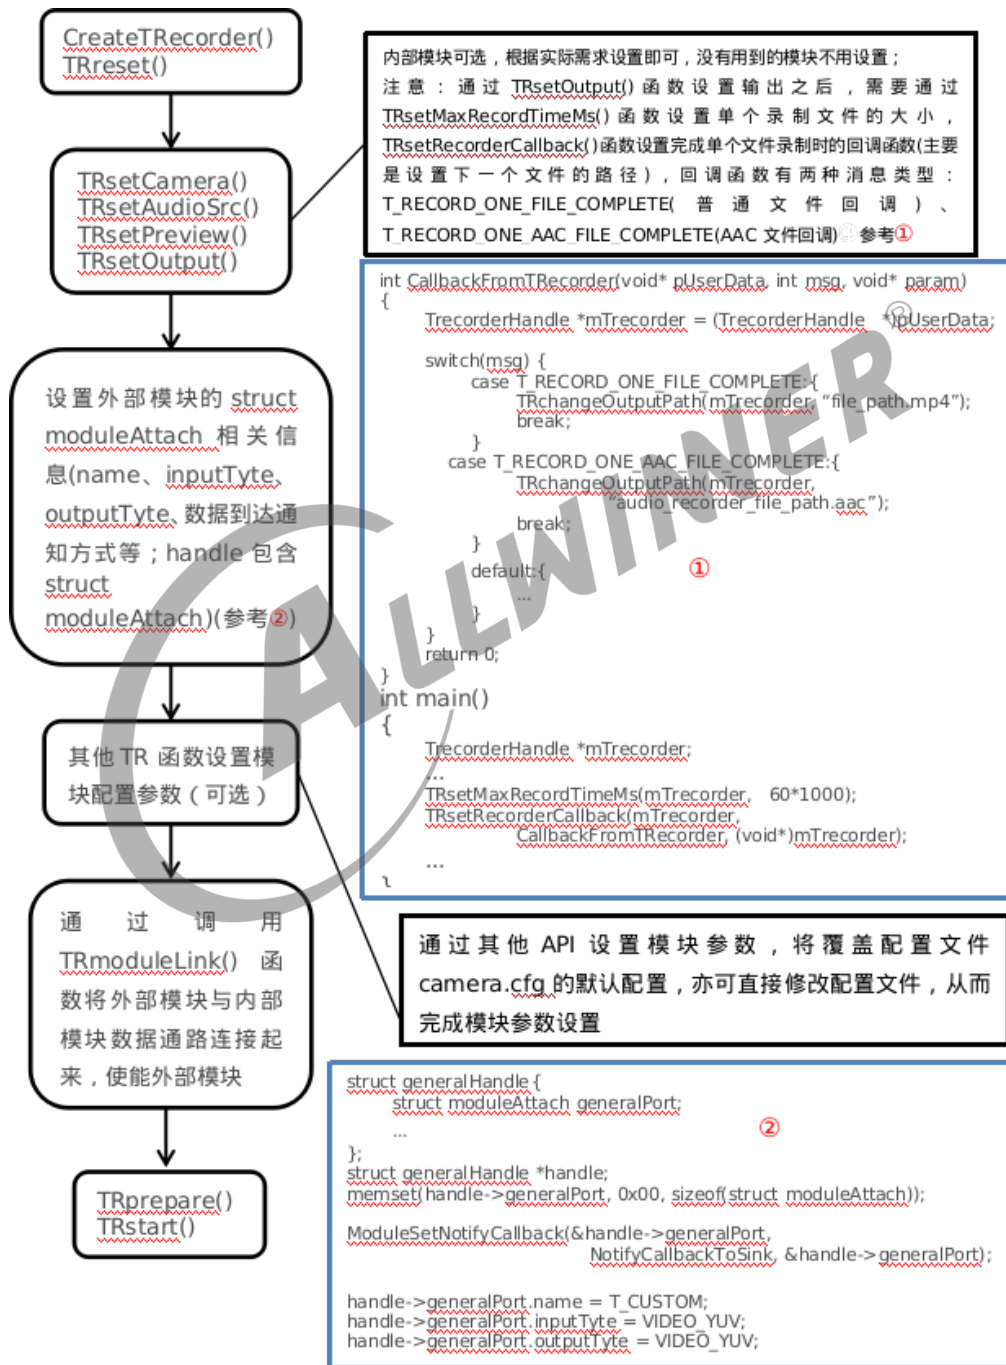 CreateTRecorder()
TRreset()
TRsetCamera()
TRsetAudioSrc()
TRsetPreview()
TRsetOutput()
设置外部模块的 struct
moduleAttach 相关信
息(name、inputTyte、
outputTyte、数据到达通
知方式等；handle 包含
struct
moduleAttach)(参考②)
其他 TR 函数设置模
块配置参数（可选）
通过调用
TRmoduleLink() 函
数将外部模块与内部
模块数据通路连接起
来，使能外部模块
TRprepare()
TRstart()
内部模块可选，根据实际需求设置即可，没有用到的模块不用设置；
注意：通过 TRsetOutput() 函数设置输出之后，需要通过
TRsetMaxRecordTimeMs() 函数设置单个录制文件的大小，
TRsetRecorderCallback()函数设置完成单个文件录制时的回调函数(主要
是设置下一个文件的路径)，回调函数有两种消息类型：
T_RECORD_ONE_FILE_COMPLETE( 普通文件回调 )、
T_RECORD_ONE_AAC_FILE_COMPLETE(AAC 文件回调) 参考①
int CallbackFromTRecorder(void* pUserData, int msg, void* param)
{
TrecorderHandle *mTrecorder = (TrecorderHandle *)pUserData;
switch(msg) {
case T_RECORD_ONE_FILE_COMPLETE:{
TRchangeOutputPath(mTrecorder, “file_path.mp4”);
break;
}
case T_RECORD_ONE_AAC_FILE_COMPLETE:{
TRchangeOutputPath(mTrecorder,
“audio_recorder_file_path.aac”);
break;
}
default:{
...
}
}
return 0;
}
①
int main()
{
TrecorderHandle *mTrecorder;
...
TRsetMaxRecordTimeMs(mTrecorder, 60*1000);
TRsetRecorderCallback(mTrecorder,
CallbackFromTRecorder, (void*)mTrecorder);
...
}
通过其他 API 设置模块参数，将覆盖配置文件
camera.cfg 的默认配置，亦可直接修改配置文件，从而
完成模块参数设置
struct generalHandle{
struct moduleAttach generalPort;
...
};
②
struct generalHandle *handle;
memset(handle->generalPort, 0x00, sizeof(struct moduleAttach));
ModuleSetNotifyCallback(&handle->generalPort,
NotifyCallbackToSink, &handle->generalPort);
handle->generalPort.name = T_CUSTOM;
handle->generalPort.inputTyte = VIDEO_YUV;
handle->generalPort.outputTyte = VIDEO_YUV;
ALLWINNER®